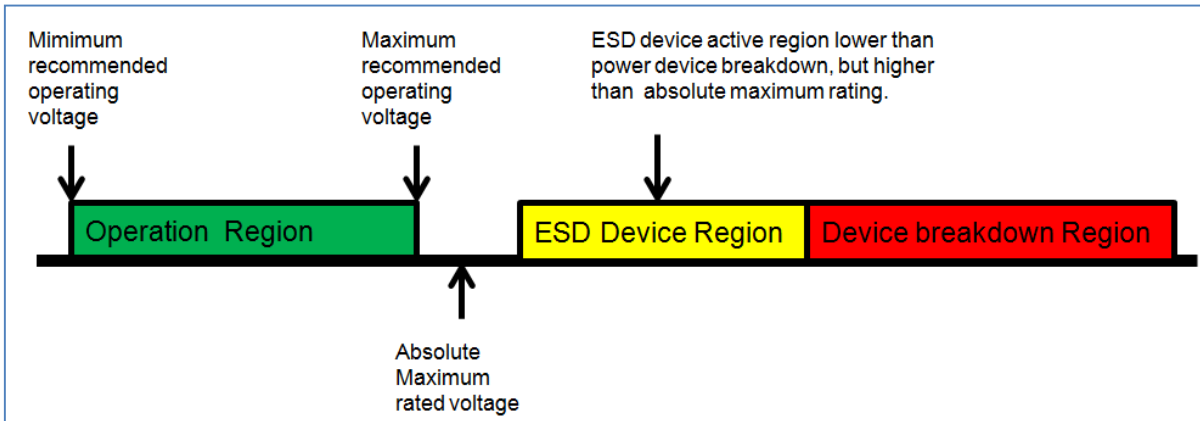 Mimimum
recommended
operating
voltage
Maximum
recommended
operating
voltage
ESD device active region lower than
power device breakdown, but higher
than absolute maximum rating.
Operation Region
ESD Device Region
Device breakdown Region
Absolute
Maximum
rated voltage